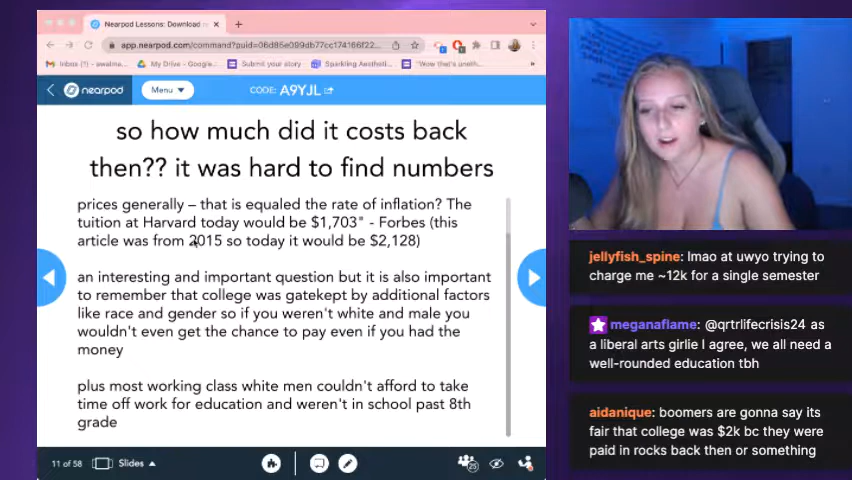 Nearpod Lessons: Download r
app.nearpod.com/command?puid=06d85e099db77cc174166f22...
Inbox (1) - awalma...
My Drive - Google...
Submit your story
Sparkling Aesthetic...
"Wow that's uneth...
nearpod
Menu
CODE: A9YJL
so how much did it costs back
then?? it was hard to find numbers
prices generally – that is equaled the rate of inflation? The
tuition at Harvard today would be $1,703" - Forbes (this
article was from 2015 so today it would be $2,128)
an interesting and important question but it is also important
to remember that college was gatekept by additional factors
like race and gender so if you weren't white and male you
wouldn't even get the chance to pay even if you had the
money
plus most working class white men couldn't afford to take
time off work for education and weren't in school past 8th
grade
11 of 58
Slides
25
jellyfish_spine: lmao at uwyo trying to
charge me ~12k for a single semester
meganaflame: @qrtrlifecrisis24 as
a liberal arts girlie I agree, we all need a
well-rounded education tbh
aidanique: boomers are gonna say its
fair that college was $2k bc they were
paid in rocks back then or something